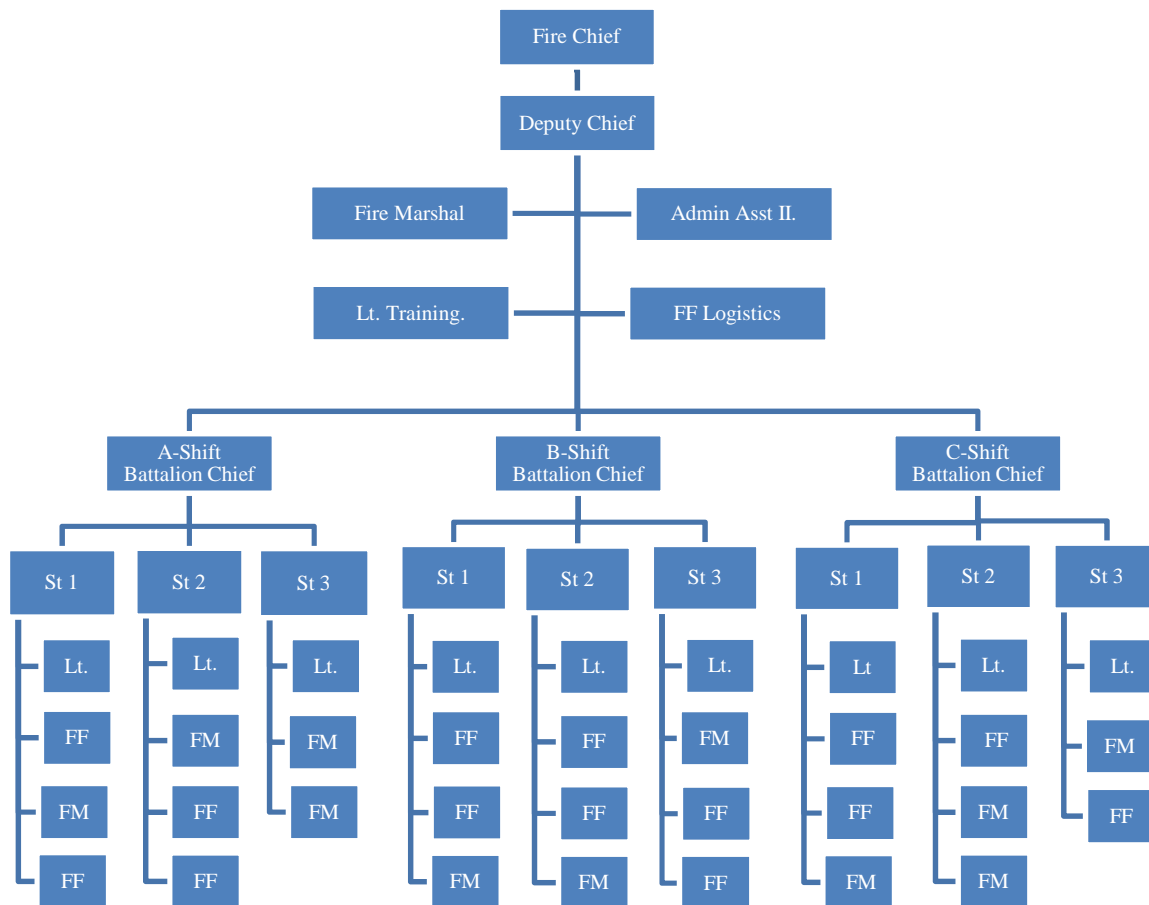 Fire Chief
Deputy Chief
Fire Marshal
Admin Asst II.
Lt. Training.
FF Logistics
A-Shift
Battalion Chief
B-Shift
Battalion Chief
C-Shift
Battalion Chief
St 1
Lt.
FF
FM
FF
St 2
Lt.
FM
FF
FF
St 3
Lt.
FM
FM
St 1
Lt.
FF
FF
FM
St 2
Lt.
FF
FF
FM
St 3
Lt.
FM
FF
FF
St 1
Lt
FF
FF
FM
St 2
Lt.
FF
FM
FM
St 3
Lt.
FM
FF